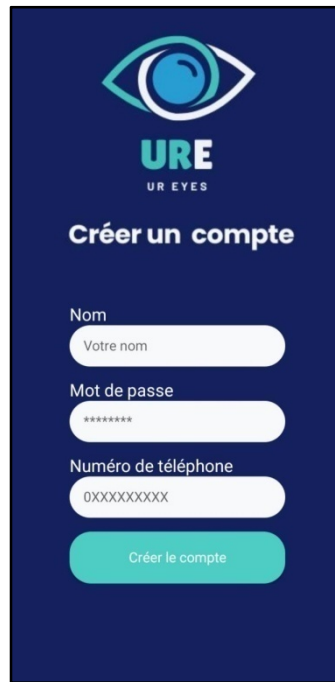 URE
UR EYES
Créer un compte
Nom
Votre nom
Mot de passe
********
Numéro de téléphone
0XXXXXXXXX
Créer le compte